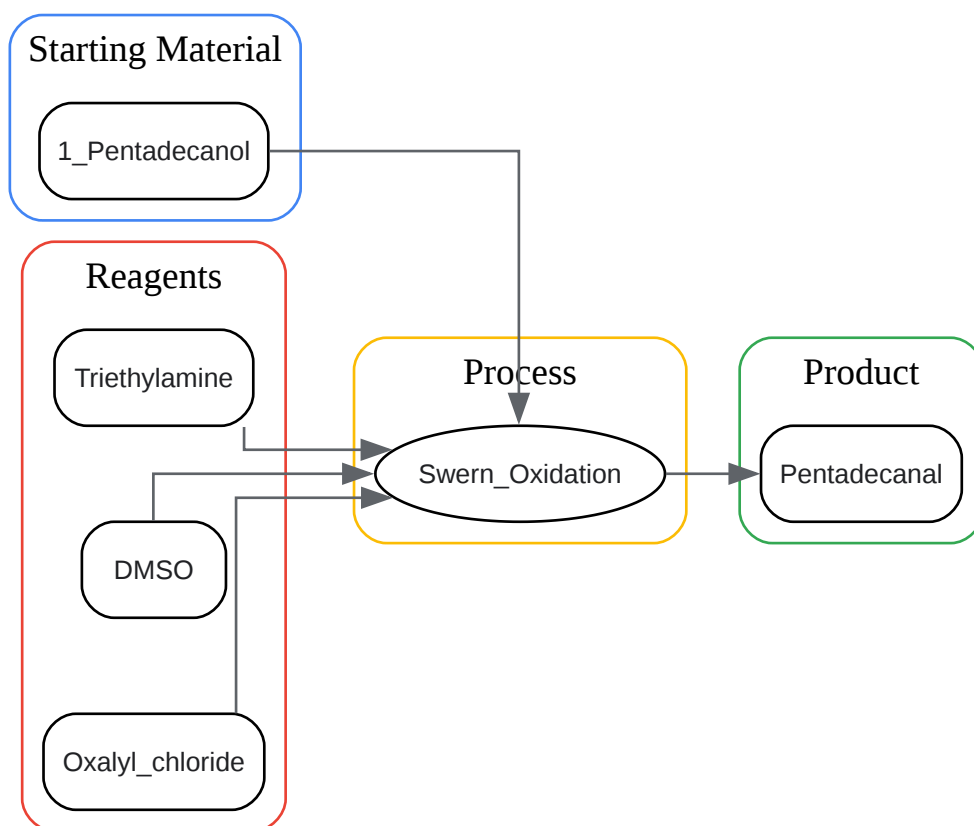 Starting Material
1_Pentadecanol
Reagents
Triethylamine
DMSO
Oxalyl_chloride
Process
Swern_Oxidation
Product
Pentadecanal